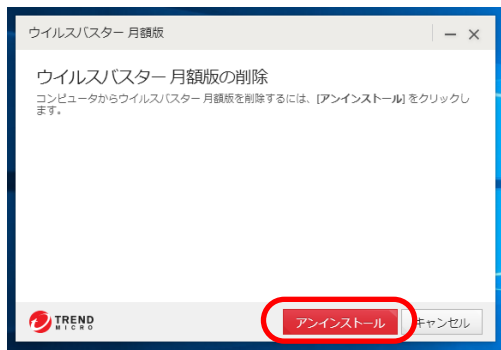 ウイルスバスター 月額版
ウイルスバスター 月額版の削除
コンピュータからウイルスバスター 月額版を削除するには、[アンインストール] をクリックし
ます。
TREND
MICRO
アンインストール
キャンセル